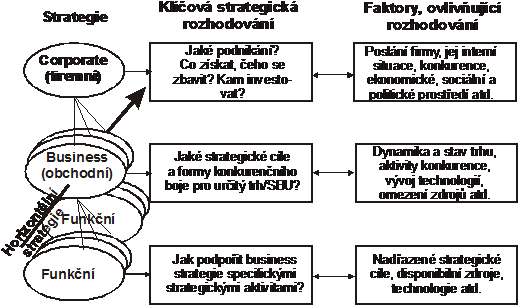 Strategie
Klíčová strategická
rozhodování
Faktory, ovlivňující
rozhodování
Corporate
(firemní)
Jaké podnikání?
Co získat, čeho se
zbavit? Kam investo-
vat?
Poslání firmy, její interní
situace, konkurence,
ekonomické, sociální a
politické prostředí atd.
Business
(obchodní)
Jaké strategické cíle
a formy konkurenčního
boje pro určitý trh/SBU?
Dynamika a stav trhu,
aktivity konkurence,
vývoj technologií,
omezení zdrojů atd.
Horizontální
strategie
Funkční
Funkční
Jak podpořit business
strategie specifickými
strategickými aktivitami?
Nadřazené strategické
cíle, disponibilní zdroje,
technologie atd.